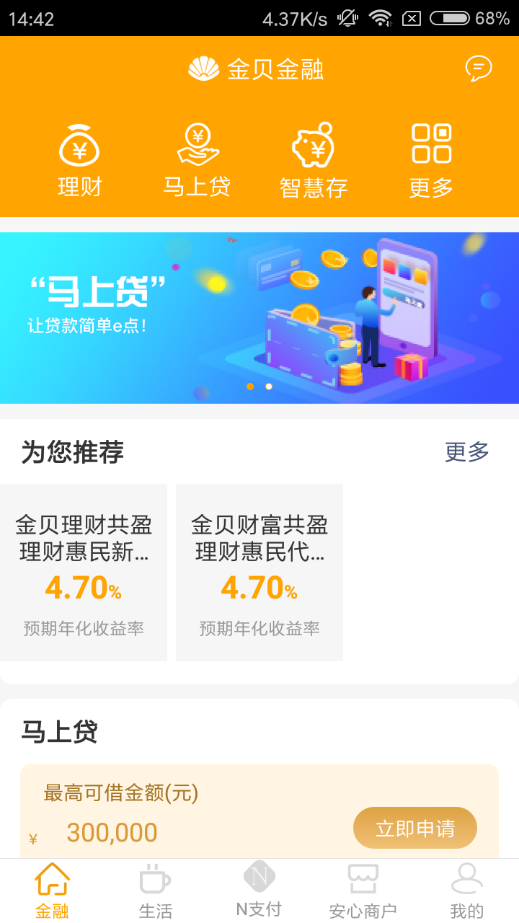 14:42
4.37K/s
68%
金贝金融
理财
马上贷
智慧存
更多
“马上贷”
让贷款简单e点!
为您推荐
更多
金贝理财共盈
理财惠民新...
4.70%
预期年化收益率
金贝财富共盈
理财惠民代...
4.70%
预期年化收益率
马上贷
最高可借金额(元)
¥ 300,000
立即申请
金融
生活
N支付
安心商户
我的